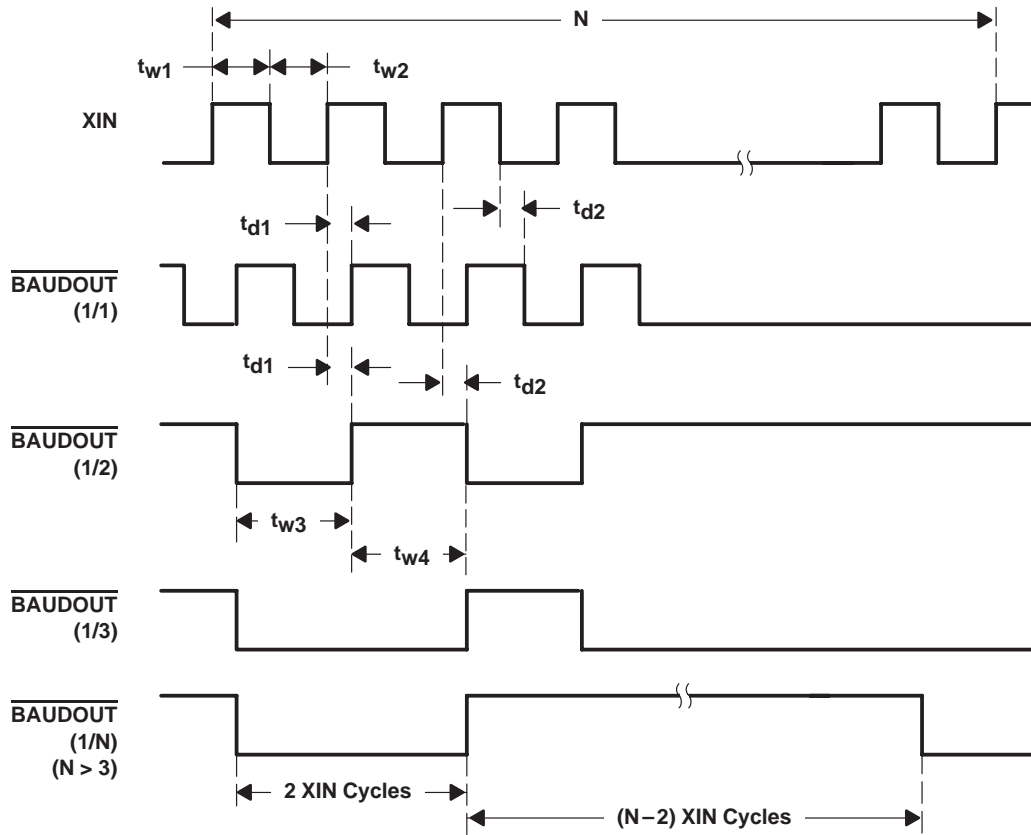 N
tw1
tw2
XIN
td1
td2
BAUDOUT
(1/1)
td1
td2
BAUDOUT
(1/2)
tw3
tw4
BAUDOUT
(1/3)
BAUDOUT
(1/N)
(N > 3)
2 XIN Cycles
(N−2) XIN Cycles